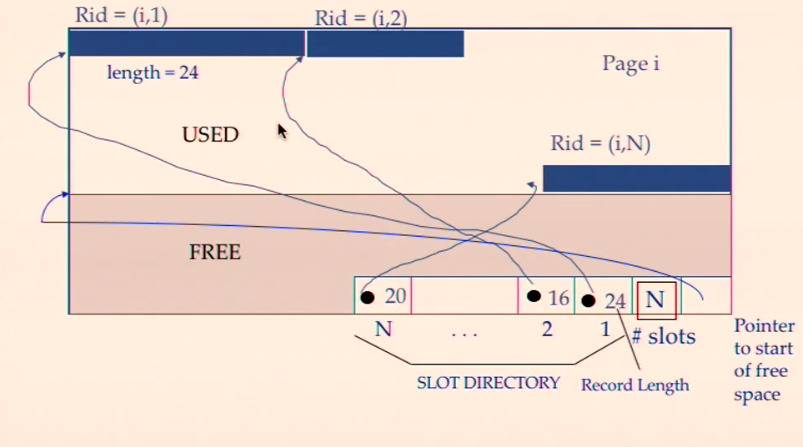 Rid = (i,1)
Rid = (i,2)
length = 24
Page i
USED
Rid = (i,N)
FREE
20
16
24
N
N
. . .
2
1
# slots
Pointer
to start
of free
space
SLOT DIRECTORY
Record Length